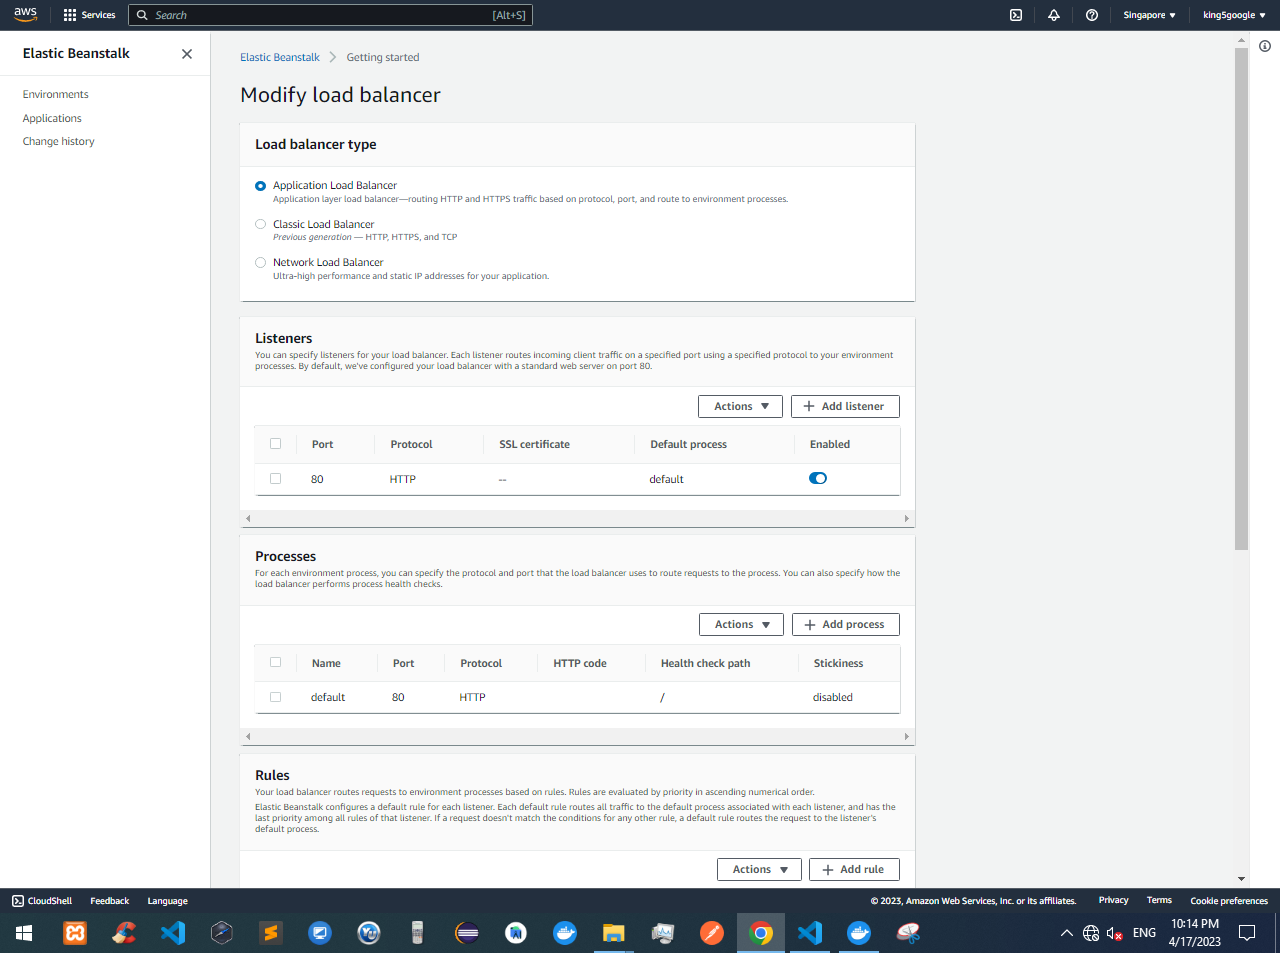 aws
Services
Search
[Alt+S]
Singapore
king5google
Elastic Beanstalk
Environments
Applications
Change history
Elastic Beanstalk
Getting started
Modify load balancer
Load balancer type
Application Load Balancer
Application layer load balancer—routing HTTP and HTTPS traffic based on protocol, port, and route to environment processes.
Classic Load Balancer
Previous generation — HTTP, HTTPS, and TCP
Network Load Balancer
Ultra-high performance and static IP addresses for your application.
Listeners
You can specify listeners for your load balancer. Each listener routes incoming client traffic on a specified port using a specified protocol to your environment
processes. By default, we've configured your load balancer with a standard web server on port 80.
Actions
Add listener
Port Protocol SSL certificate Default process Enabled
80 HTTP -- default
Processes
For each environment process, you can specify the protocol and port that the load balancer uses to route requests to the process. You can also specify how the
load balancer performs process health checks.
Actions
Add process
Name Port Protocol HTTP code Health check path Stickiness
default 80 HTTP / disabled
Rules
Your load balancer routes requests to environment processes based on rules. Rules are evaluated by priority in ascending numerical order.
Elastic Beanstalk configures a default rule for each listener. Each default rule routes all traffic to the default process associated with each listener, and has the
last priority among all rules of that listener. If a request doesn't match the conditions for any other rule, a default rule routes the request to the listener's
default process.
Actions
Add rule
CloudShell
Feedback
Language
© 2023, Amazon Web Services, Inc. or its affiliates.
Privacy
Terms
Cookie preferences
ENG
10:14 PM
4/17/2023